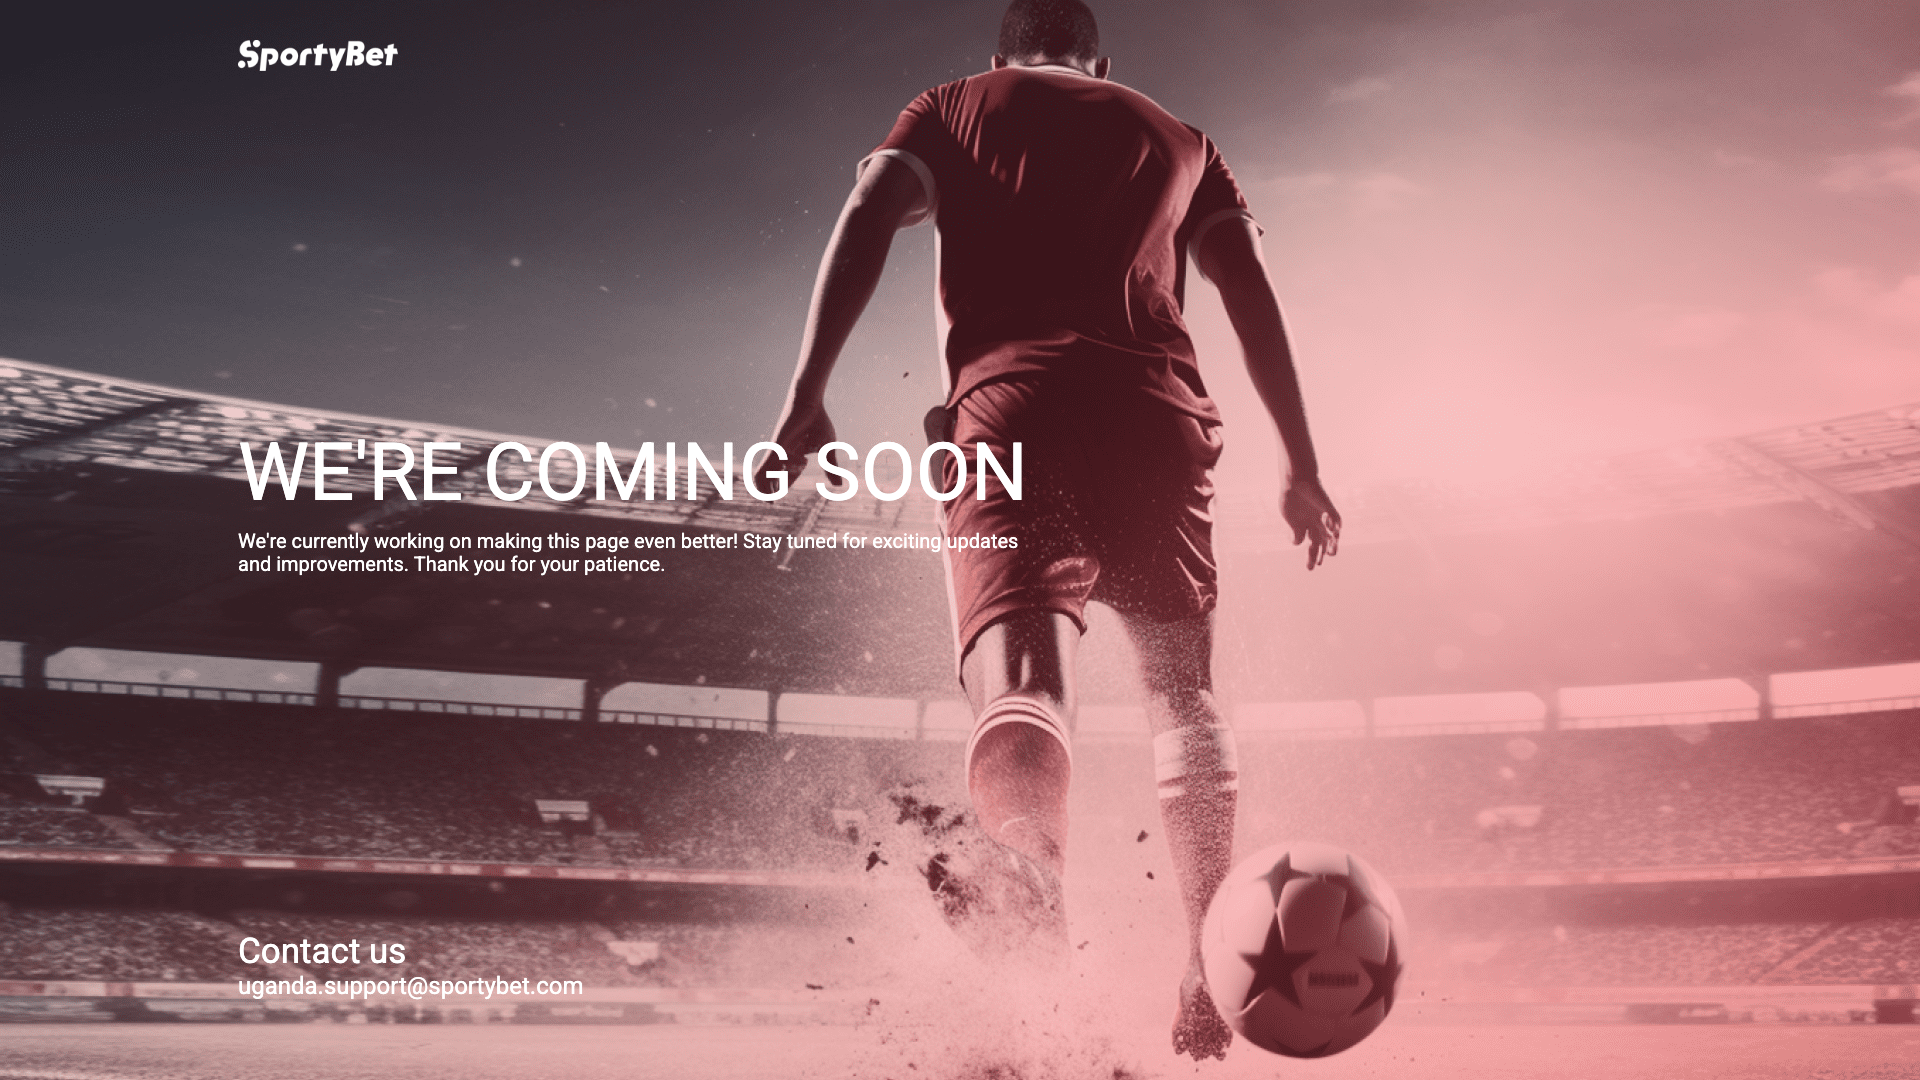 SportyBet
WE'RE COMING SOON
We're currently working on making this page even better! Stay tuned for exciting updates
and improvements. Thank you for your patience.
Contact us
uganda.support@sportybet.com